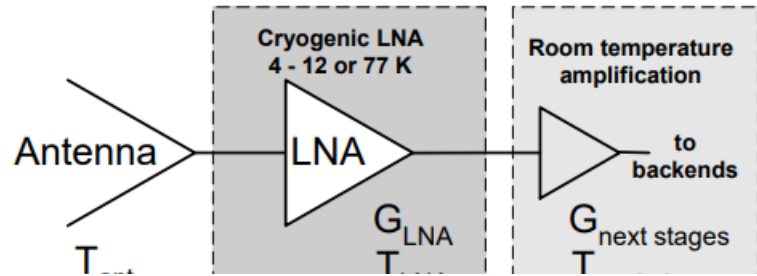 Cryogenic LNA
4 - 12 or 77 K
Room temperature
amplification
Antenna
LNA
to
backends
G LNA
G next stages